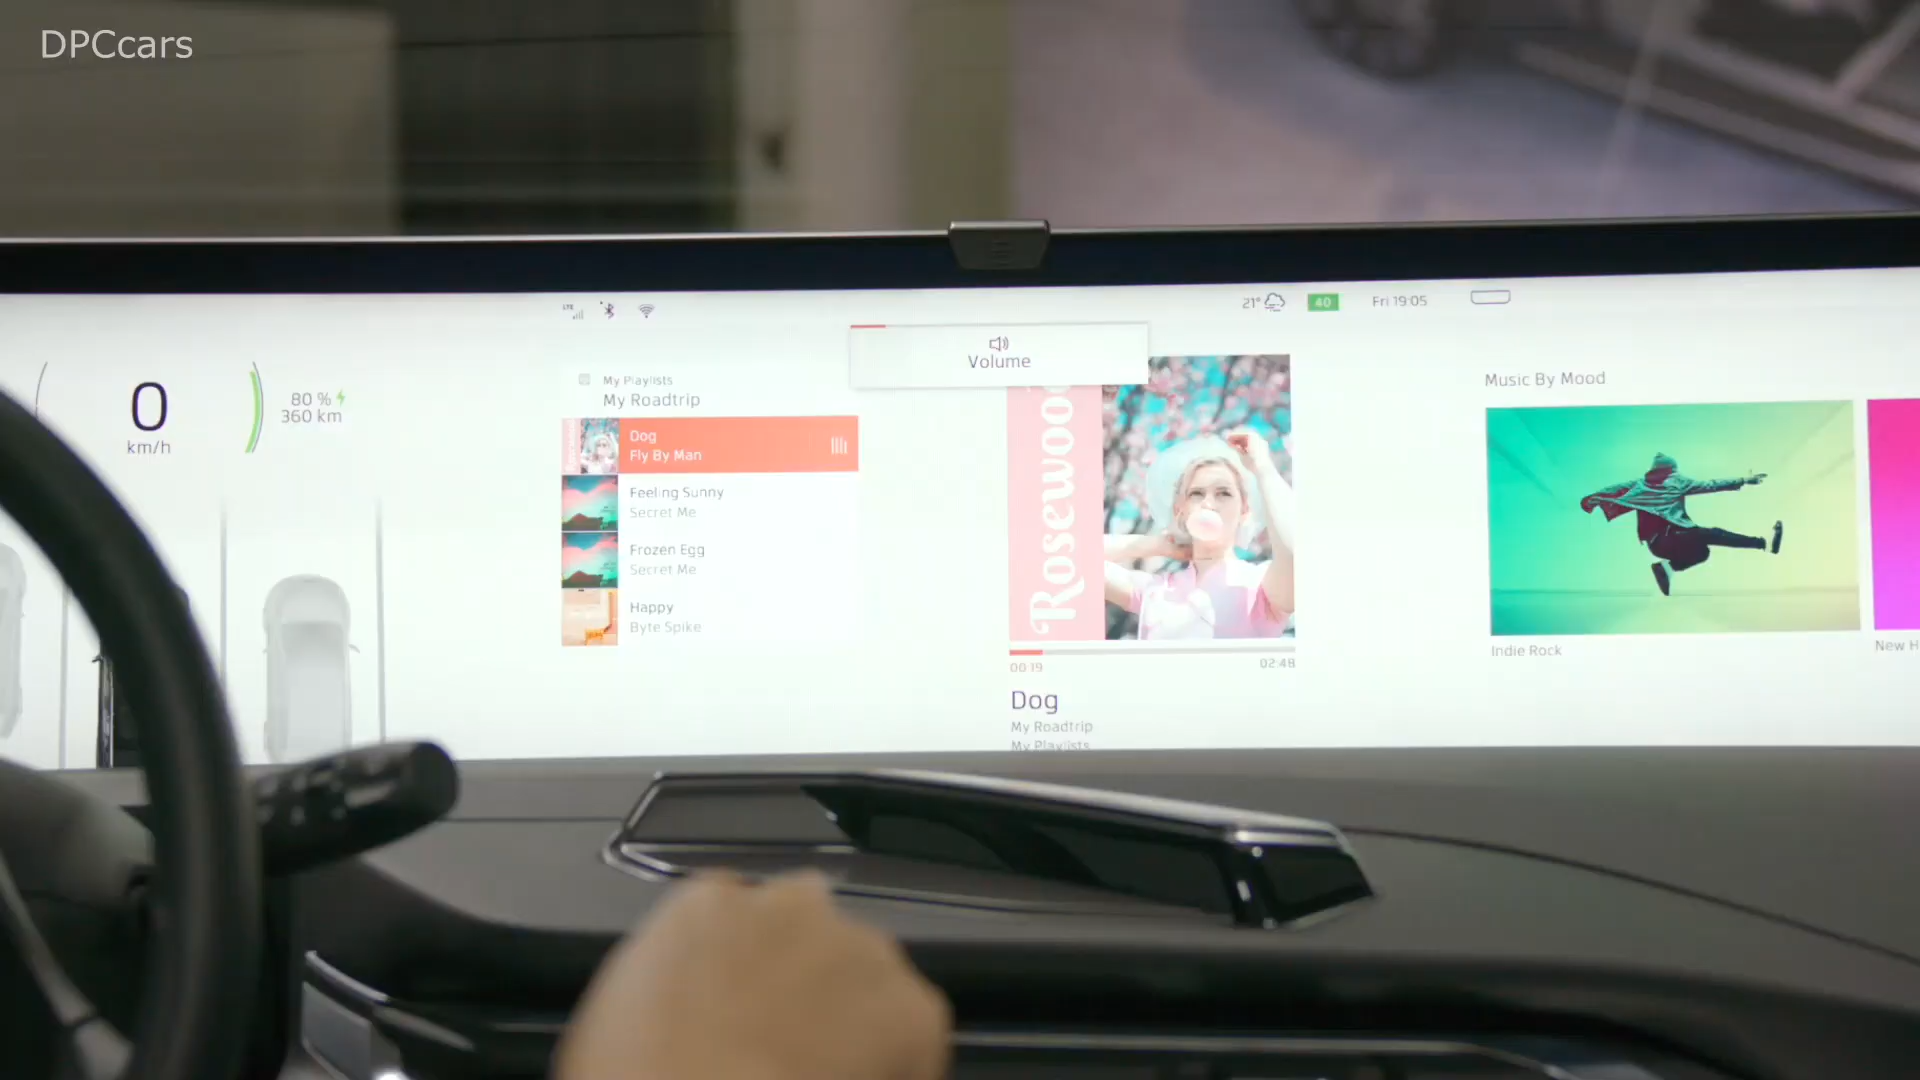 DPCcars
LTE
21°
40
Fri 19:05
Volume
0
km/h
80 %
360 km
My Playlists
My Roadtrip
Dog
Fly By Man
Feeling Sunny
Secret Me
Frozen Egg
Secret Me
Happy
Byte Spike
Rosewood
00:19
02:48
Dog
My Roadtrip
My Playlists
Music By Mood
Indie Rock
New H